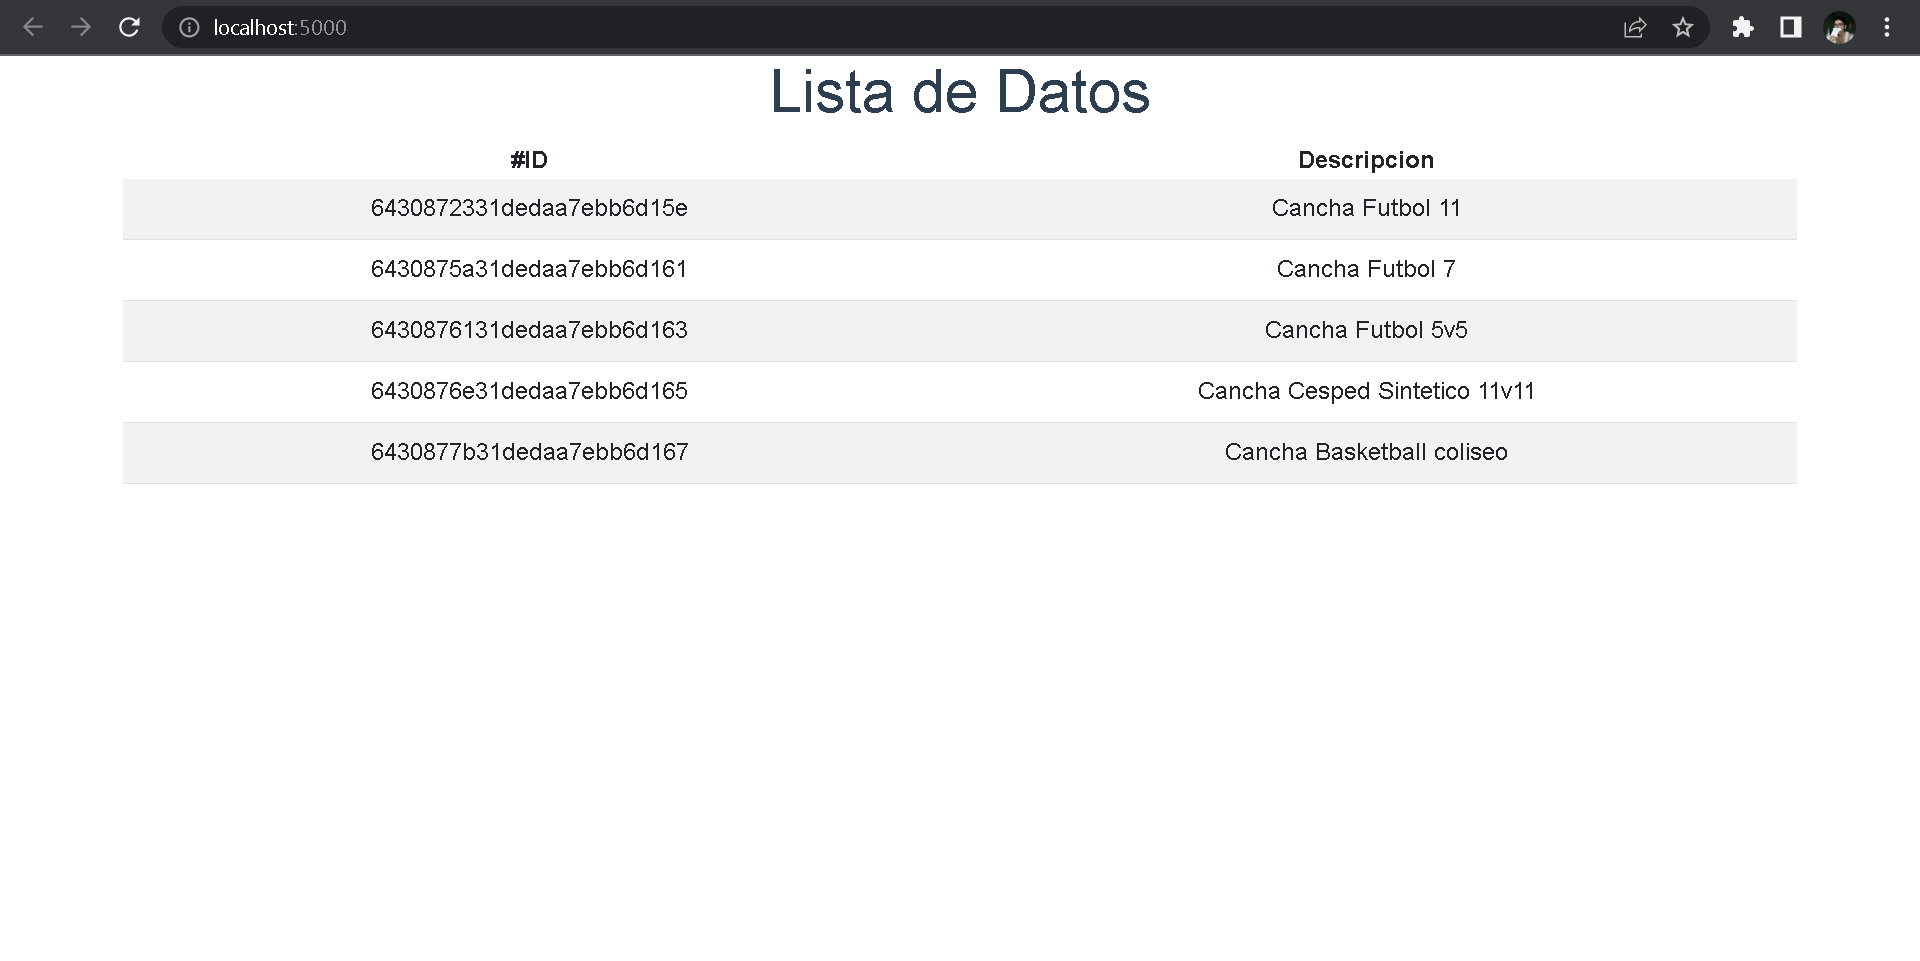 localhost:5000
Lista de Datos
#ID Descripcion
6430872331dedaa7ebb6d15e Cancha Futbol 11
6430875a31dedaa7ebb6d161 Cancha Futbol 7
6430876131dedaa7ebb6d163 Cancha Futbol 5v5
6430876e31dedaa7ebb6d165 Cancha Cesped Sintetico 11v11
6430877b31dedaa7ebb6d167 Cancha Basketball coliseo